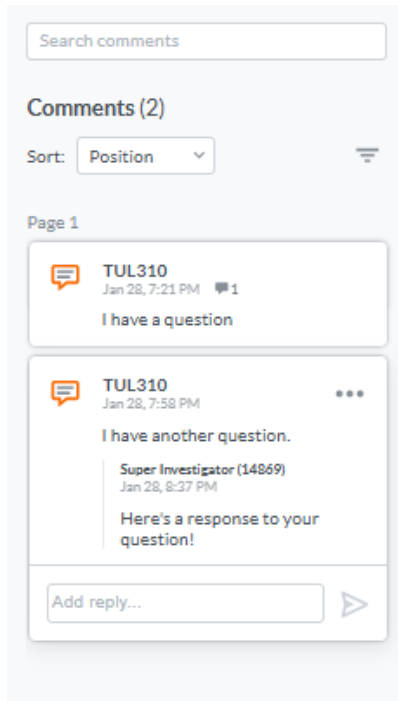 Search comments
Comments (2)
Sort: Position
Page 1
TUL310
Jan 28, 7:21 PM 1
I have a question
TUL310
Jan 28, 7:58 PM
I have another question.
Super Investigator (14869)
Jan 28, 8:37 PM
Here's a response to your
question!
Add reply...